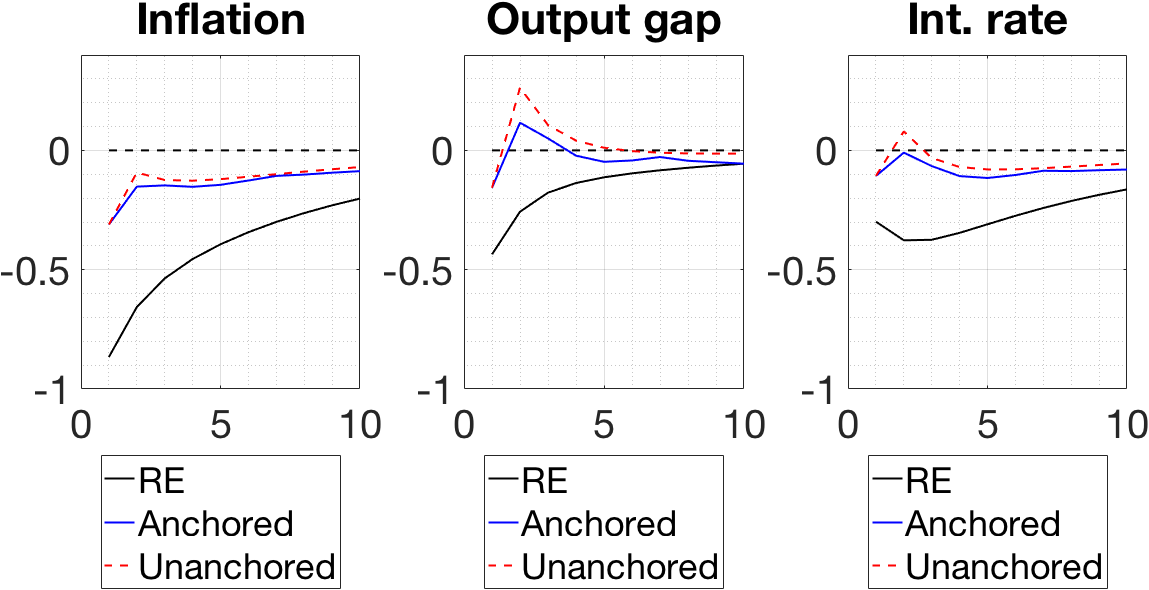 Inflation
0
-0.5
-1
0 5 10
RE
Anchored
Unanchored
Output gap
0
-0.5
-1
0 5 10
RE
Anchored
Unanchored
Int. rate
0
-0.5
-1
0 5 10
RE
Anchored
Unanchored